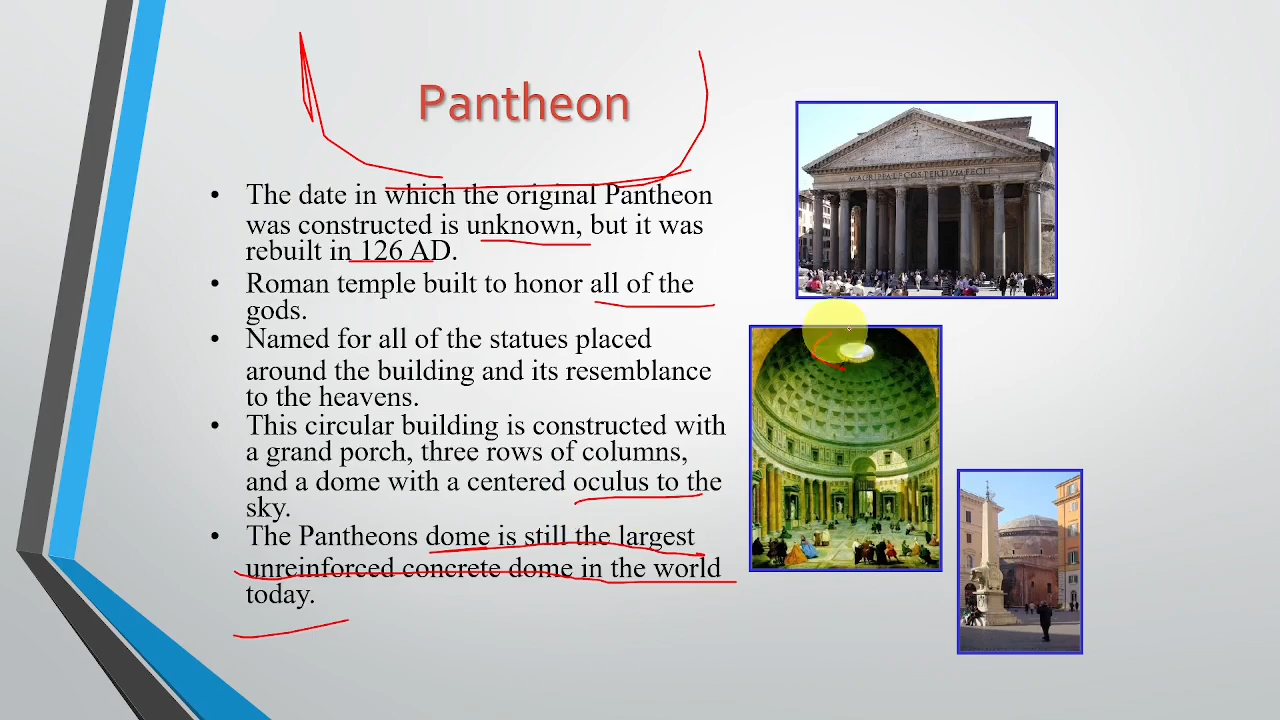 Pantheon
• The date in which the original Pantheon
was constructed is unknown, but it was
rebuilt in 126 AD.
• Roman temple built to honor all of the
gods.
• Named for all of the statues placed
around the building and its resemblance
to the heavens.
• This circular building is constructed with
a grand porch, three rows of columns,
and a dome with a centered oculus to the
sky.
• The Pantheons dome is still the largest
unreinforced concrete dome in the world
today.